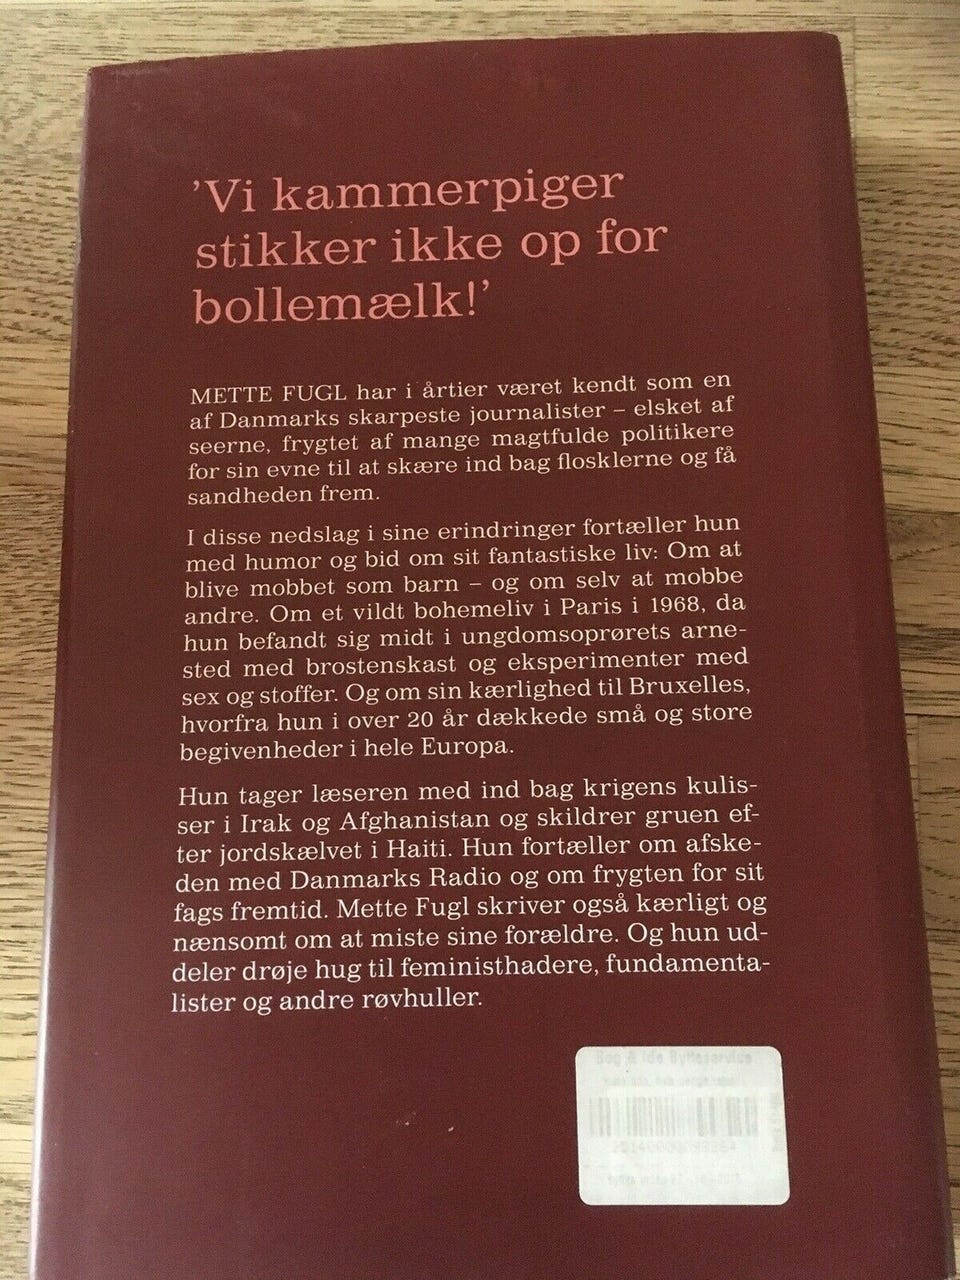 ’Vi kammerpiger
stikker ikke op for
bollemælk!’
METTE FUGL har i årtier været kendt som en
af Danmarks skarpeste journalister – elsket af
seerne, frygtet af mange magtfulde politikere
for sin evne til at skære ind bag flosklerne og få
sandheden frem.
I disse nedslag i sine erindringer fortæller hun
med humor og bid om sit fantastiske liv: Om at
blive mobbet som barn – og om selv at mobbe
andre. Om et vildt bohemeliv i Paris i 1968, da
hun befandt sig midt i ungdomsoprørets arne-
sted med brostenskast og eksperimenter med
sex og stoffer. Og om sin kærlighed til Bruxelles,
hvorfra hun i over 20 år dækkede små og store
begivenheder i hele Europa.
Hun tager læseren med ind bag krigens kulis-
ser i Irak og Afghanistan og skildrer gruen ef-
ter jordskælvet i Haiti. Hun fortæller om afske-
den med Danmarks Radio og om frygten for sit
fags fremtid. Mette Fugl skriver også kærligt og
nænsomt om at miste sine forældre. Og hun ud-
deler drøje hug til feministhadere, fundamenta-
lister og andre røvhuller.
Bog & ide Bytteservice